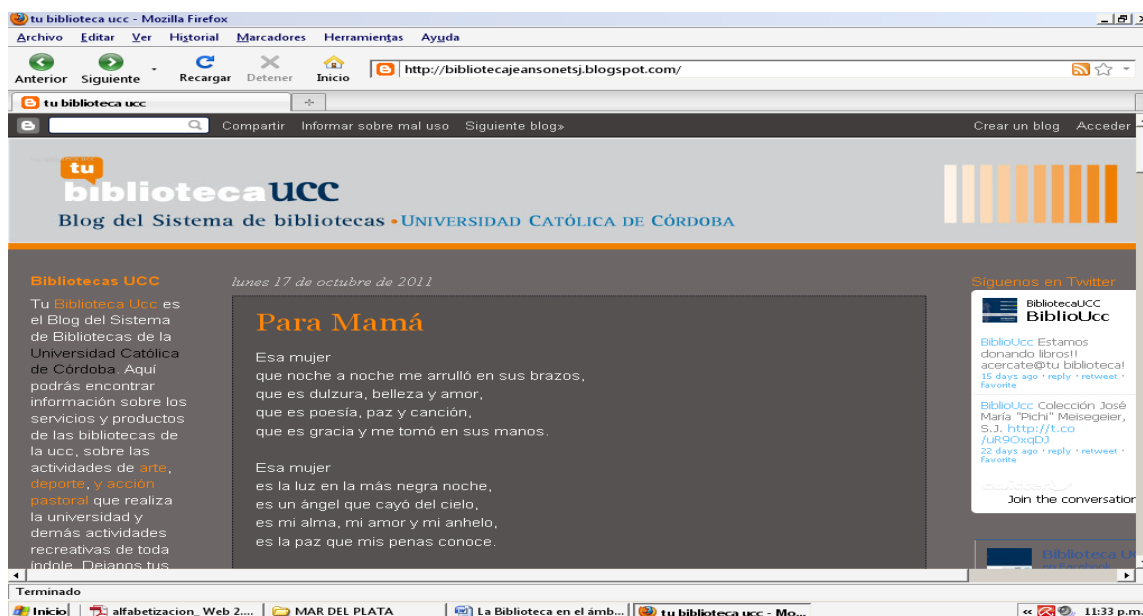 tu biblioteca ucc - Mozilla Firefox
Archivo Editar Ver Historial Marcadores Herramientas Ayuda
Anterior Siguiente Recargar Detener Inicio http://bibliotecajeansonetsj.blogspot.com/
tu biblioteca ucc
Compartir Informar sobre mal uso Siguiente blog» Crear un blog Acceder
tu
bibliotecaucc
Blog del Sistema de bibliotecas • UNIVERSIDAD CATÓLICA DE CÓRDOBA
Bibliotecas UCC
Tu Biblioteca Ucc es
el Blog del Sistema
de Bibliotecas de la
Universidad Católica
de Córdoba. Aquí
podrás encontrar
información sobre los
servicios y productos
de las bibliotecas de
la ucc, sobre las
actividades de arte,
deporte, y acción
pastoral que realiza
la universidad y
demás actividades
recreativas de toda
índole. Dejanos tus
lunes 17 de octubre de 2011
Para Mamá
Esa mujer
que noche a noche me arrulló en sus brazos,
que es dulzura, belleza y amor,
que es poesía, paz y canción,
que es gracia y me tomó en sus manos.
Esa mujer
es la luz en la más negra noche,
es un ángel que cayó del cielo,
es mi alma, mi amor y mi anhelo,
es la paz que mis penas conoce.
Síguenos en Twitter
BibliotecaUCC
BiblioUcc
BiblioUcc Estamos
donando libros!!
acercate@tu biblioteca!
15 days ago · reply · retweet ·
favorite
BiblioUcc Colección José
María "Pichi" Meisegeier,
S.J. http://t.co
/uR9OxqDJ
22 days ago · reply · retweet ·
favorite
twitter
Join the conversation
Biblioteca U
en Facebook
Terminado
Inicio alfabetizacion_Web 2.... MAR DEL PLATA La Biblioteca en el ámb... tu biblioteca ucc - Mo... « 11:33 p.m.